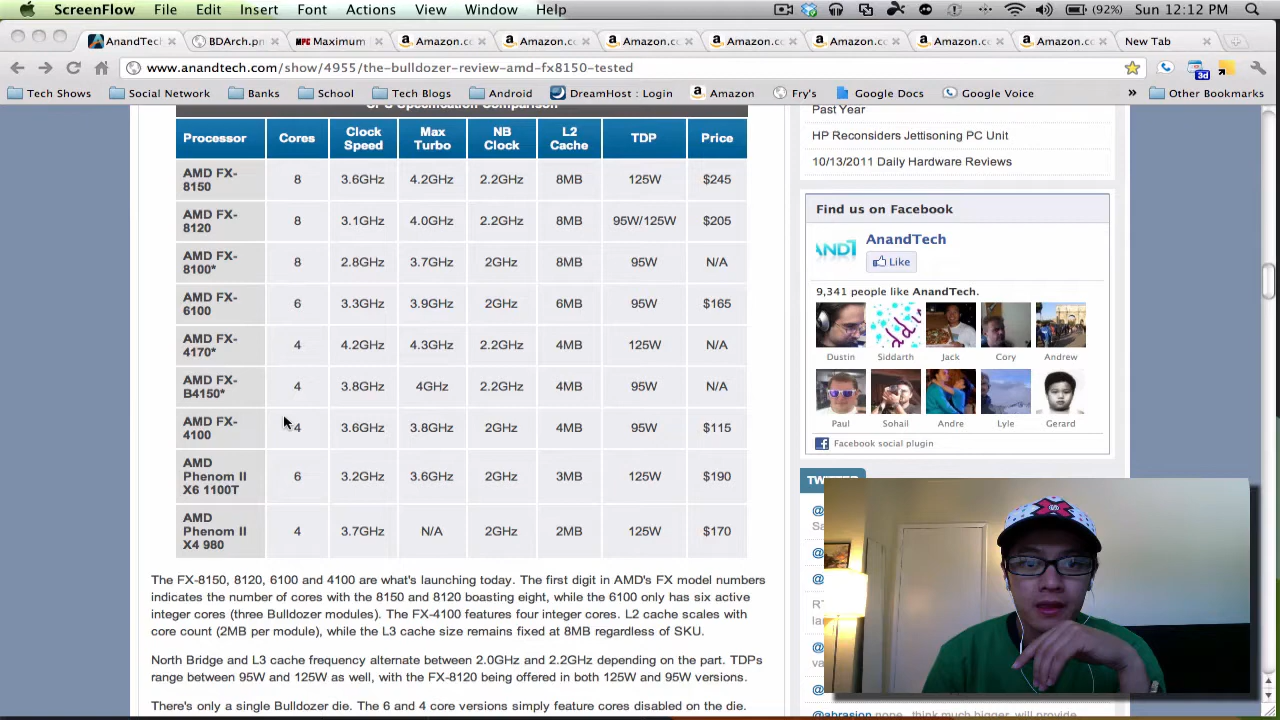 ScreenFlow File Edit Insert Font Actions View Window Help (92%) Sun 12:12 PM
AnandTec BDArch.pn Maximum Amazon.co Amazon.co Amazon.co Amazon.co Amazon.co Amazon.co Amazon.co New Tab
www.anandtech.com/show/4955/the-bulldozer-review-amd-fx8150-tested
3d
Tech Shows Social Network Banks School Tech Blogs Android DreamHost : Login Amazon Fry's Google Docs Google Voice » Other Bookmarks
CPU Specification Comparison
Processor Cores Clock Speed Max Turbo NB Clock L2 Cache TDP Price
AMD FX-8150 8 3.6GHz 4.2GHz 2.2GHz 8MB 125W $245
AMD FX-8120 8 3.1GHz 4.0GHz 2.2GHz 8MB 95W/125W $205
AMD FX-8100* 8 2.8GHz 3.7GHz 2GHz 8MB 95W N/A
AMD FX-6100 6 3.3GHz 3.9GHz 2GHz 6MB 95W $165
AMD FX-4170* 4 4.2GHz 4.3GHz 2.2GHz 4MB 125W N/A
AMD FX-B4150* 4 3.8GHz 4GHz 2.2GHz 4MB 95W N/A
AMD FX-4100 4 3.6GHz 3.8GHz 2GHz 4MB 95W $115
AMD Phenom II X6 1100T 6 3.2GHz 3.6GHz 2GHz 3MB 125W $190
AMD Phenom II X4 980 4 3.7GHz N/A 2GHz 2MB 125W $170
The FX-8150, 8120, 6100 and 4100 are what's launching today. The first digit in AMD's FX model numbers
indicates the number of cores with the 8150 and 8120 boasting eight, while the 6100 only has six active
integer cores (three Bulldozer modules). The FX-4100 features four integer cores. L2 cache scales with
core count (2MB per module), while the L3 cache size remains fixed at 8MB regardless of SKU.
North Bridge and L3 cache frequency alternate between 2.0GHz and 2.2GHz depending on the part. TDPs
range between 95W and 125W as well, with the FX-8120 being offered in both 125W and 95W versions.
There's only a single Bulldozer die. The 6 and 4 core versions simply feature cores disabled on the die.
Past Year
HP Reconsiders Jettisoning PC Unit
10/13/2011 Daily Hardware Reviews
Find us on Facebook
AnandTech
Like
9,341 people like AnandTech.
Dustin Siddarth Jack Cory Andrew
Paul Sohail Andre Lyle Gerard
Facebook social plugin